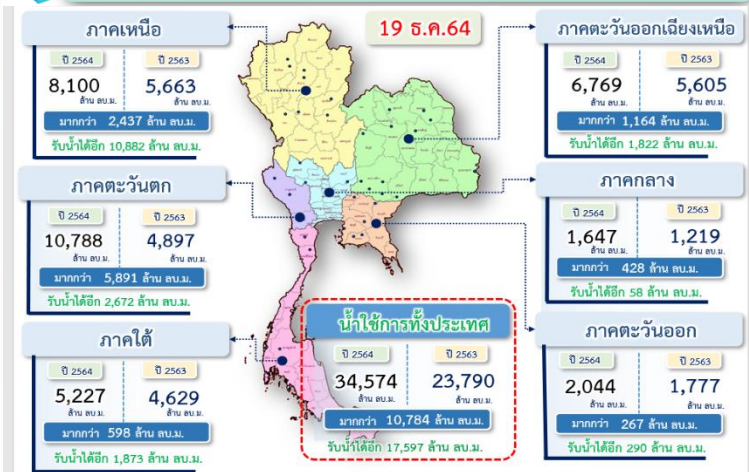 19 ธ.ค.64
ภาคเหนือ
ปี 2564
ปี 2563
8,100
5,663
ล้าน ลบ.ม.
ล้าน ลบ.ม.
มากกว่า 2,437 ล้าน ลบ.ม.
รับน้ำได้อีก 10,882 ล้าน ลบ.ม.
ภาคตะวันออกเฉียงเหนือ
ปี 2564
ปี 2563
6,769
5,605
ล้าน ลบ.ม.
ล้าน ลบ.ม.
มากกว่า 1,164 ล้าน ลบ.ม.
รับน้ำได้อีก 1,822 ล้าน ลบ.ม.
ภาคตะวันตก
ปี 2564
ปี 2563
10,788
4,897
ล้าน ลบ.ม.
ล้าน ลบ.ม.
มากกว่า 5,891 ล้าน ลบ.ม.
รับน้ำได้อีก 2,672 ล้าน ลบ.ม.
ภาคกลาง
ปี 2564
ปี 2563
1,647
1,219
ล้าน ลบ.ม.
ล้าน ลบ.ม.
มากกว่า 428 ล้าน ลบ.ม.
รับน้ำได้อีก 58 ล้าน ลบ.ม.
ภาคใต้
ปี 2564
ปี 2563
5,227
4,629
ล้าน ลบ.ม.
ล้าน ลบ.ม.
มากกว่า 598 ล้าน ลบ.ม.
รับน้ำได้อีก 1,873 ล้าน ลบ.ม.
น้ำใช้การทั้งประเทศ
ปี 2564
ปี 2563
34,574
23,790
ล้าน ลบ.ม.
ล้าน ลบ.ม.
มากกว่า 10,784 ล้าน ลบ.ม.
รับน้ำได้อีก 17,597 ล้าน ลบ.ม.
ภาคตะวันออก
ปี 2564
ปี 2563
2,044
1,777
ล้าน ลบ.ม.
ล้าน ลบ.ม.
มากกว่า 267 ล้าน ลบ.ม.
รับน้ำได้อีก 290 ล้าน ลบ.ม.